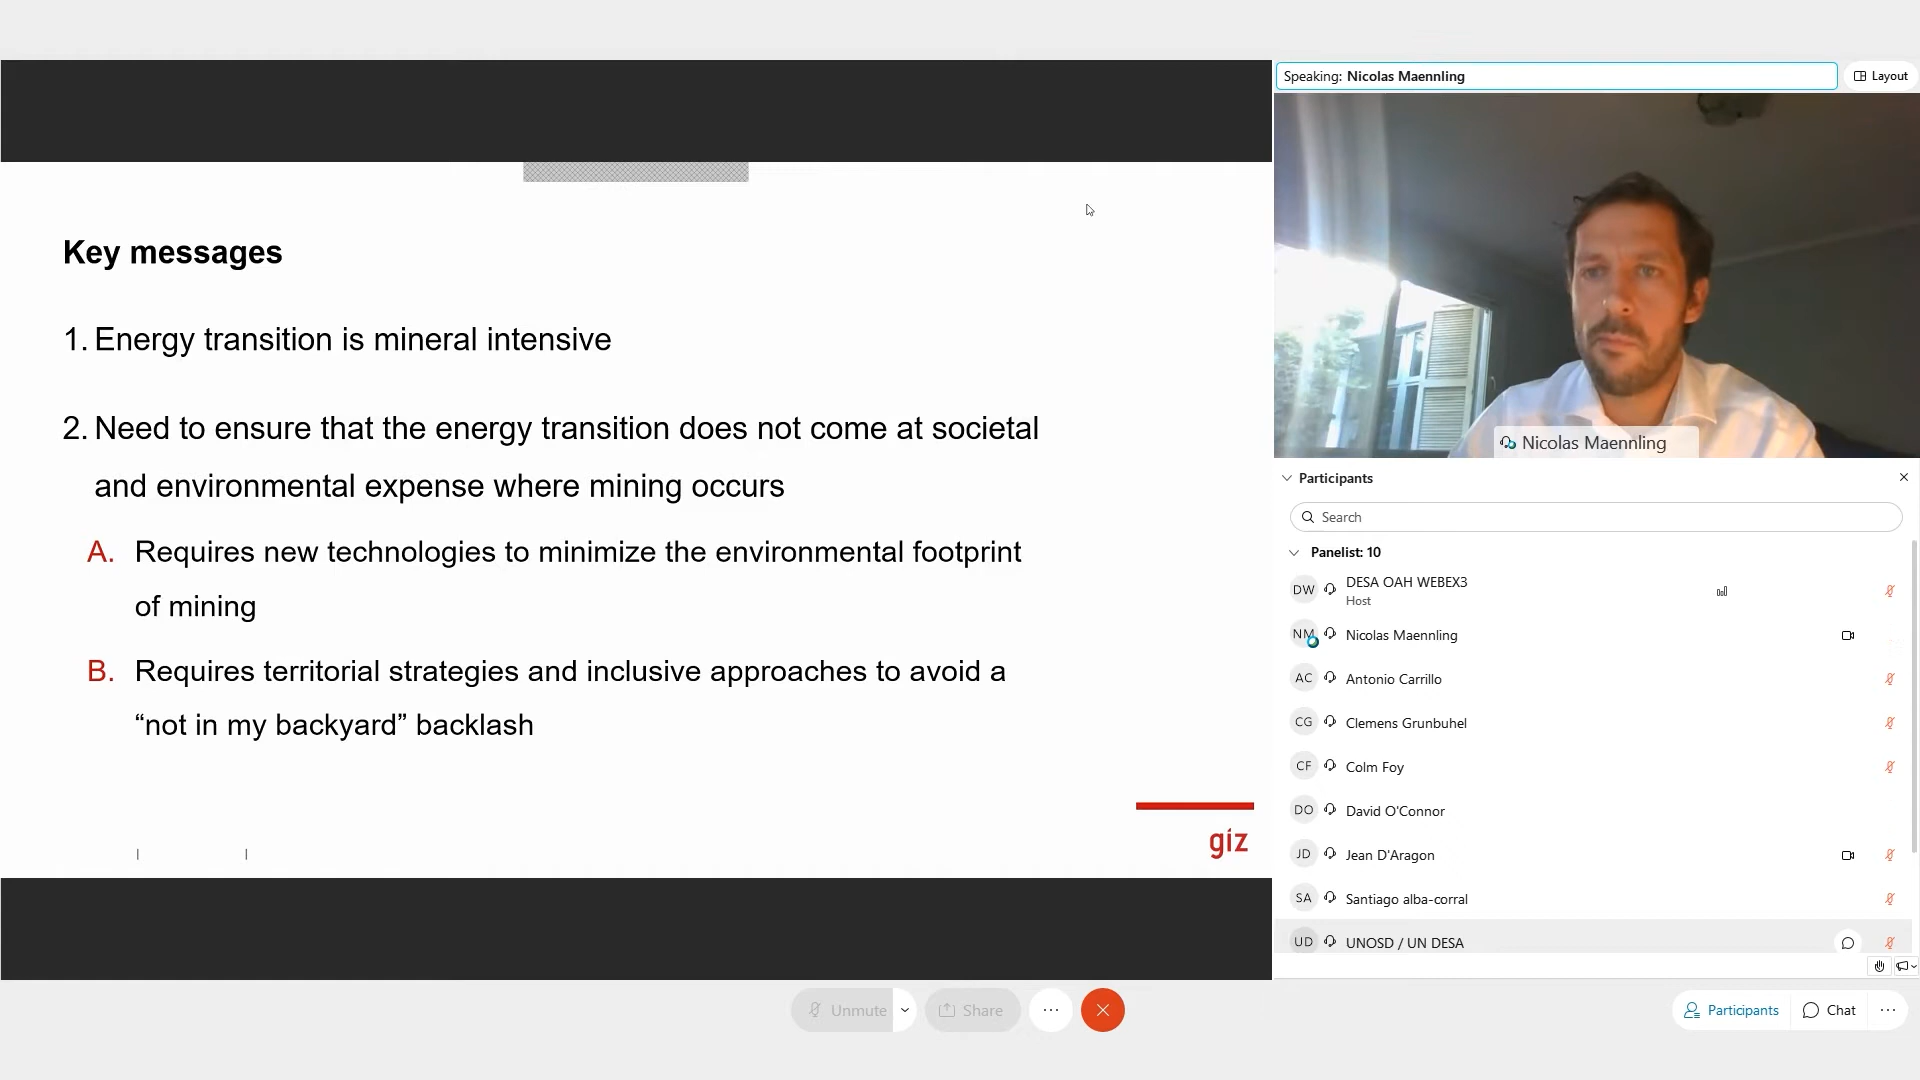 Speaking: Nicolas Maennling
Layout
Key messages
1. Energy transition is mineral intensive
2. Need to ensure that the energy transition does not come at societal
and environmental expense where mining occurs
A. Requires new technologies to minimize the environmental footprint
of mining
B. Requires territorial strategies and inclusive approaches to avoid a
“not in my backyard” backlash
giz
Nicolas Maennling
Participants
Search
Panelist: 10
DW DESA OAH WEBEX3
Host
NM Nicolas Maennling
AC Antonio Carrillo
CG Clemens Grunbuhel
CF Colm Foy
DO David O'Connor
JD Jean D'Aragon
SA Santiago alba-corral
UD UNOSD / UN DESA
Unmute
Share
Participants
Chat